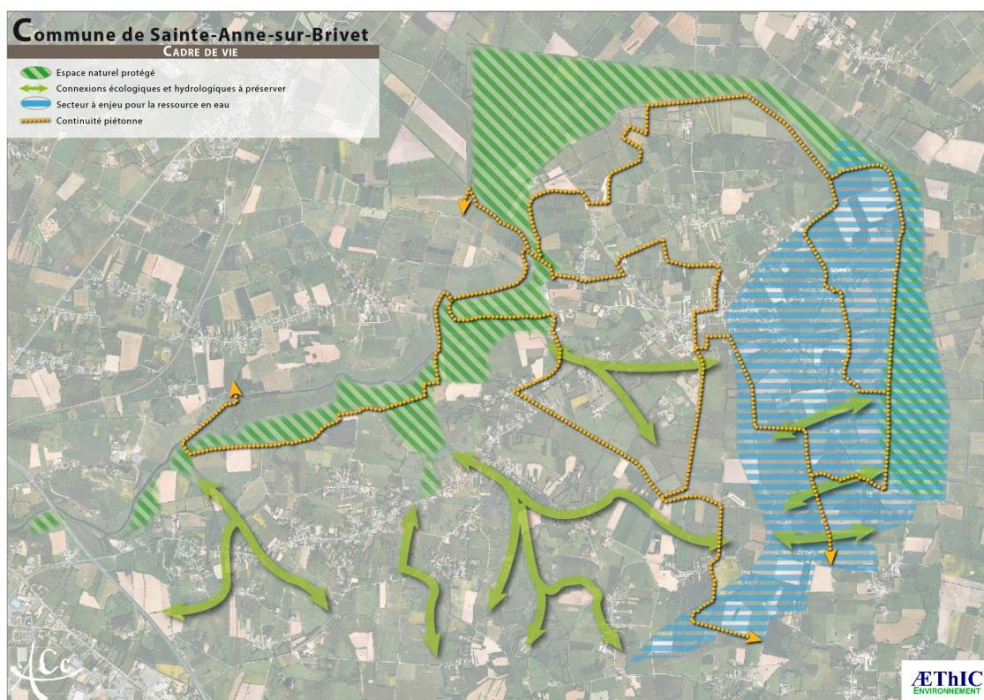 Commune de Sainte-Anne-sur-Brivet
CADRE DE VIE
Espace naturel protégé
Connexions écologiques et hydrologiques à préserver
Secteur à enjeu pour la ressource en eau
Continuité piétonne
ACc
ÆThIC
ENVIRONNEMENT